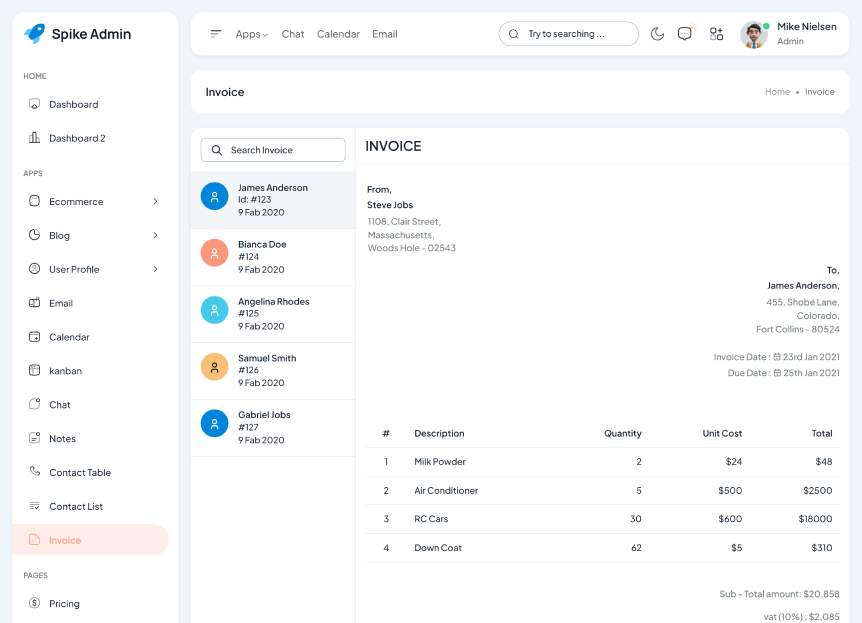 Spike Admin
HOME
Dashboard
Dashboard 2
APPS
Ecommerce
Blog
User Profile
Email
Calendar
kanban
Chat
Notes
Contact Table
Contact List
Invoice
PAGES
Pricing
Apps Chat Calendar Email Try to searching ...
Mike Nielsen
Admin
Invoice Home • Invoice
Search Invoice
James Anderson
Id: #123
9 Fab 2020
Bianca Doe
#124
9 Fab 2020
Angelina Rhodes
#125
9 Fab 2020
Samuel Smith
#126
9 Fab 2020
Gabriel Jobs
#127
9 Fab 2020
INVOICE
From,
Steve Jobs
1108, Clair Street,
Massachusetts,
Woods Hole - 02543
To,
James Anderson,
455, Shobe Lane,
Colorado,
Fort Collins - 80524
Invoice Date : 23rd Jan 2021
Due Date : 25th Jan 2021
# Description Quantity Unit Cost Total
1 Milk Powder 2 $24 $48
2 Air Conditioner 5 $500 $2500
3 RC Cars 30 $600 $18000
4 Down Coat 62 $5 $310
Sub - Total amount: $20,858
vat (10%) : $2,085